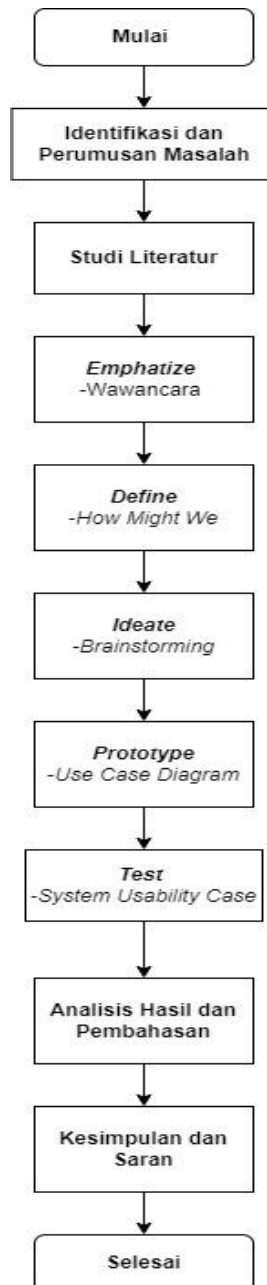 Mulai
Identifikasi dan
Perumusan Masalah
Studi Literatur
Emphatize
-Wawancara
Define
-How Might We
Ideate
-Brainstorming
Prototype
-Use Case Diagram
Test
-System Usability Case
Analisis Hasil dan
Pembahasan
Kesimpulan dan
Saran
Selesai